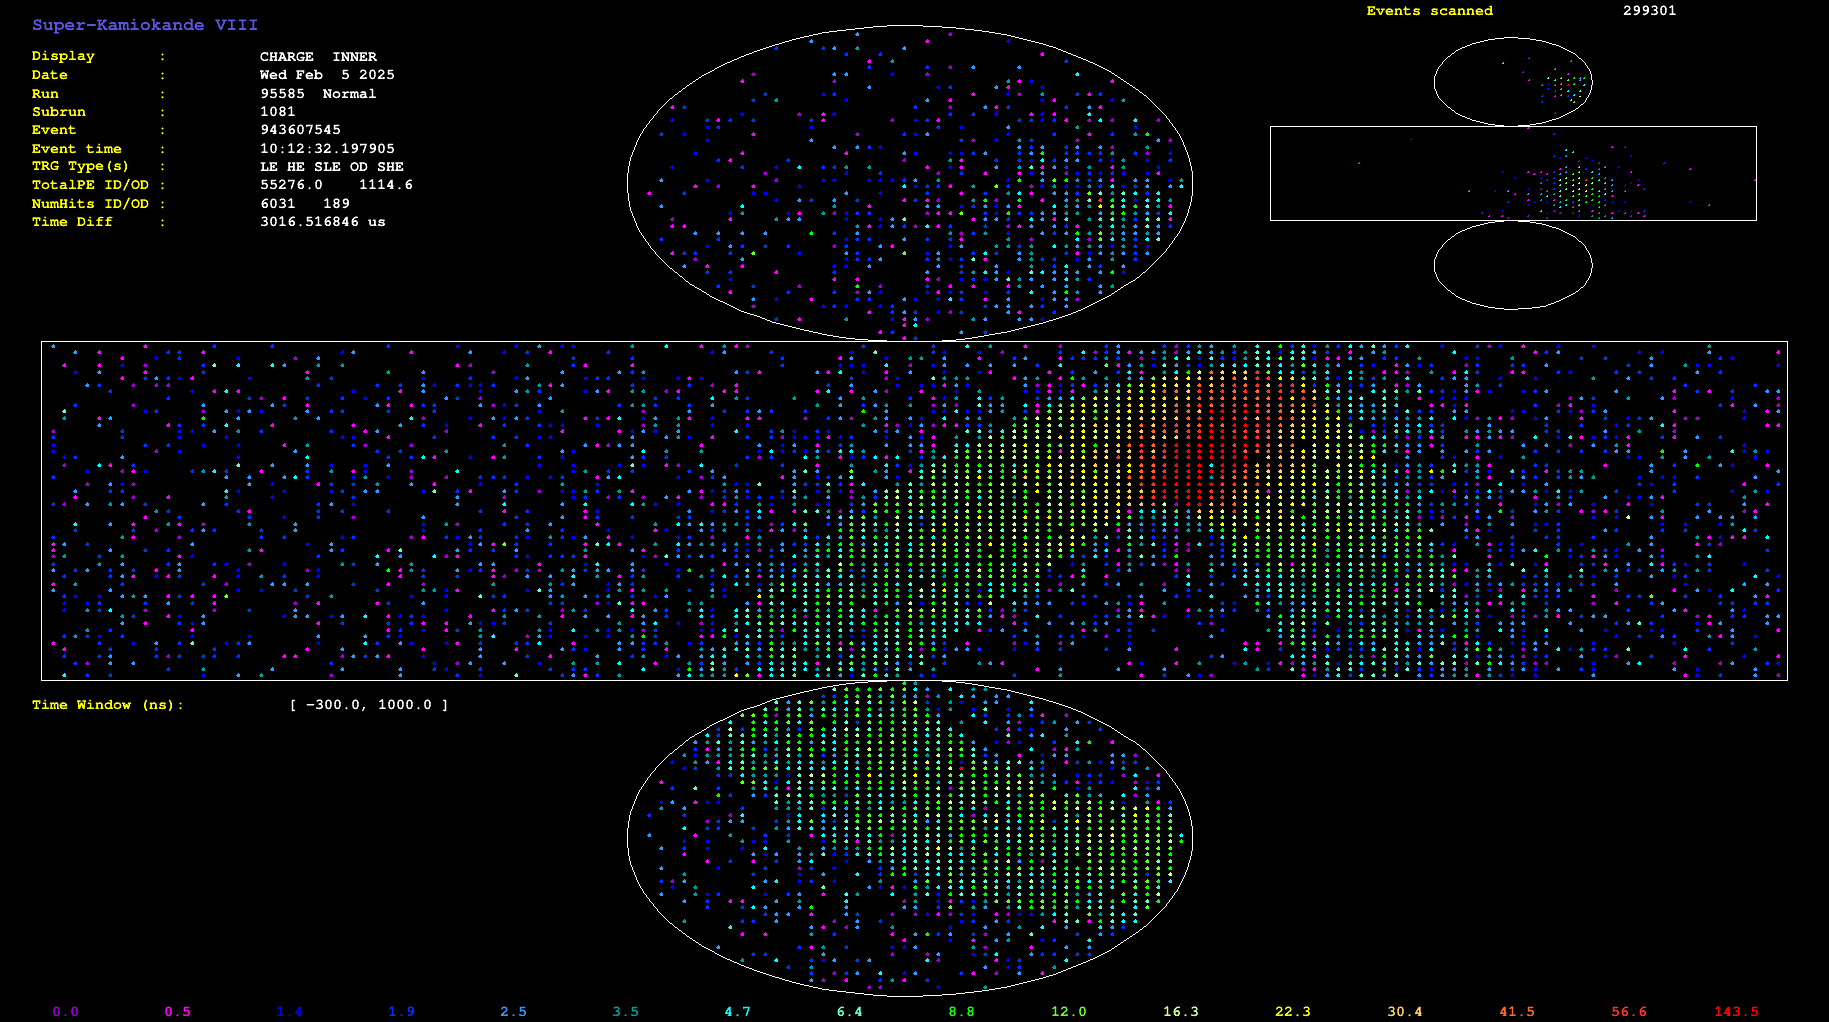 Super-Kamiokande VIII
Events scanned 299301
Display : CHARGE INNER
Date : Wed Feb 5 2025
Run : 95585 Normal
Subrun : 1081
Event : 943607545
Event time : 10:12:32.197905
TRG Type(s) : LE HE SLE OD SHE
TotalPE ID/OD : 55276.0 1114.6
NumHits ID/OD : 6031 189
Time Diff : 3016.516846 us
Time Window (ns): [ -300.0, 1000.0 ]
0.0 0.5 1.4 1.9 2.5 3.5 4.7 6.4 8.8 12.0 16.3 22.3 30.4 41.5 56.6 143.5